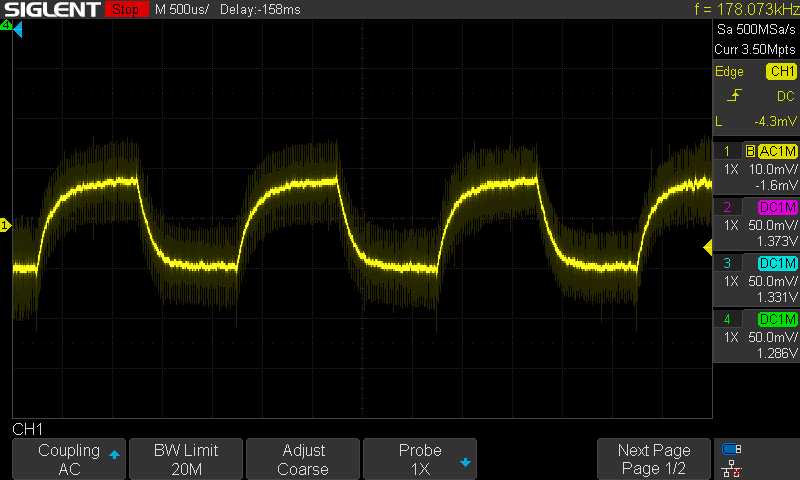 SIGLENT Stop M 500us/ Delay:-158ms f = 178.073kHz
Sa 500MSa/s
Curr 3.50Mpts
Edge CH1
DC
L -4.3mV
1 B AC1M
1X 10.0mV/
-1.6mV
2 DC1M
1X 50.0mV/
1.373V
3 DC1M
1X 50.0mV/
1.331V
4 DC1M
1X 50.0mV/
1.286V
4
1
CH1
Coupling
AC
BW Limit
20M
Adjust
Coarse
Probe
1X
Next Page
Page 1/2